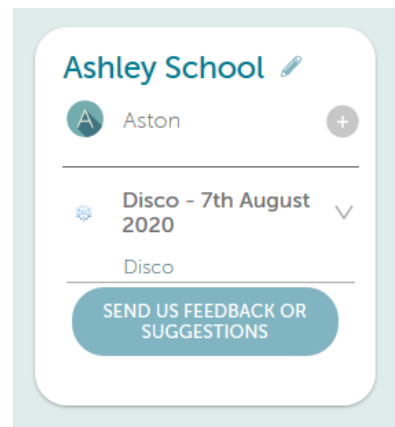 Ashley School
A
Aston
Disco - 7th August
2020
Disco
SEND US FEEDBACK OR
SUGGESTIONS